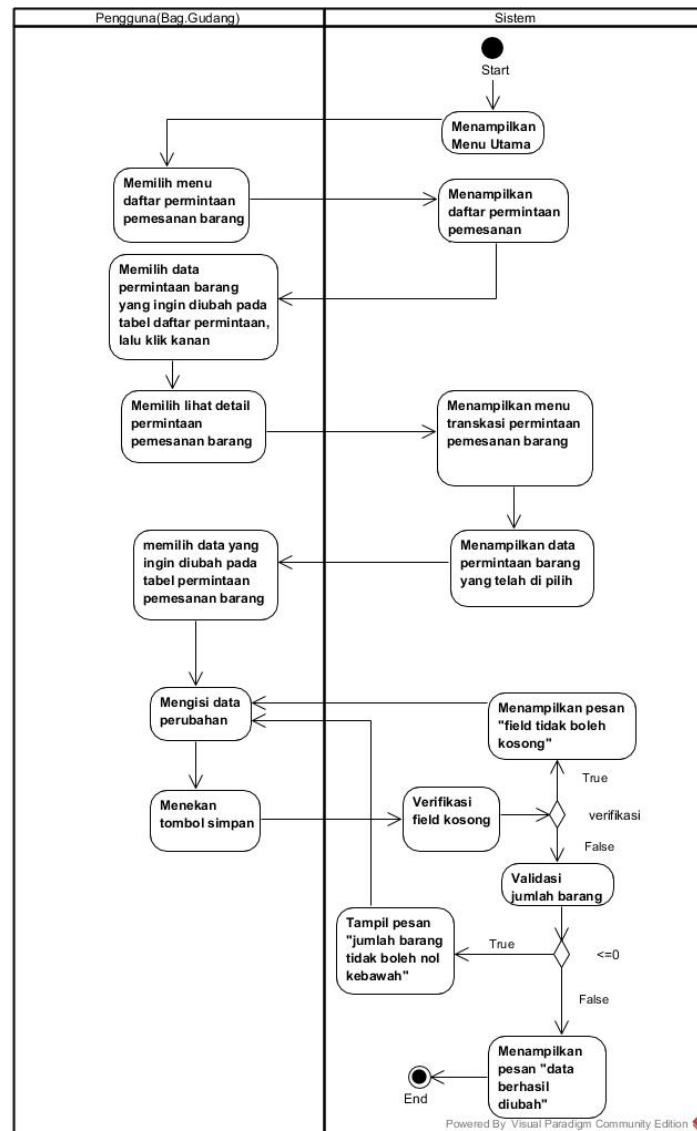 Pengguna(Bag.Gudang)
Sistem
Start
Menampilkan
Menu Utama
Memilih menu
daftar permintaan
pemesanan barang
Menampilkan
daftar permintaan
pemesanan
Memilih data
permintaan barang
yang ingin diubah pada
tabel daftar permintaan,
lalu klik kanan
Memilih lihat detail
permintaan
pemesanan barang
Menampilkan menu
transkasi permintaan
pemesanan barang
memilih data yang
ingin diubah pada
tabel permintaan
pemesanan barang
Menampilkan data
permintaan barang
yang telah di pilih
Mengisi data
perubahan
Menampilkan pesan
"field tidak boleh
kosong"
True
Menekan
tombol simpan
Verifikasi
field kosong
verifikasi
False
Validasi
jumlah barang
Tampil pesan
"jumlah barang
tidak boleh nol
kebawah"
True
<=0
False
Menampilkan
pesan "data
berhasil
diubah"
End
Powered By Visual Paradigm Community Edition